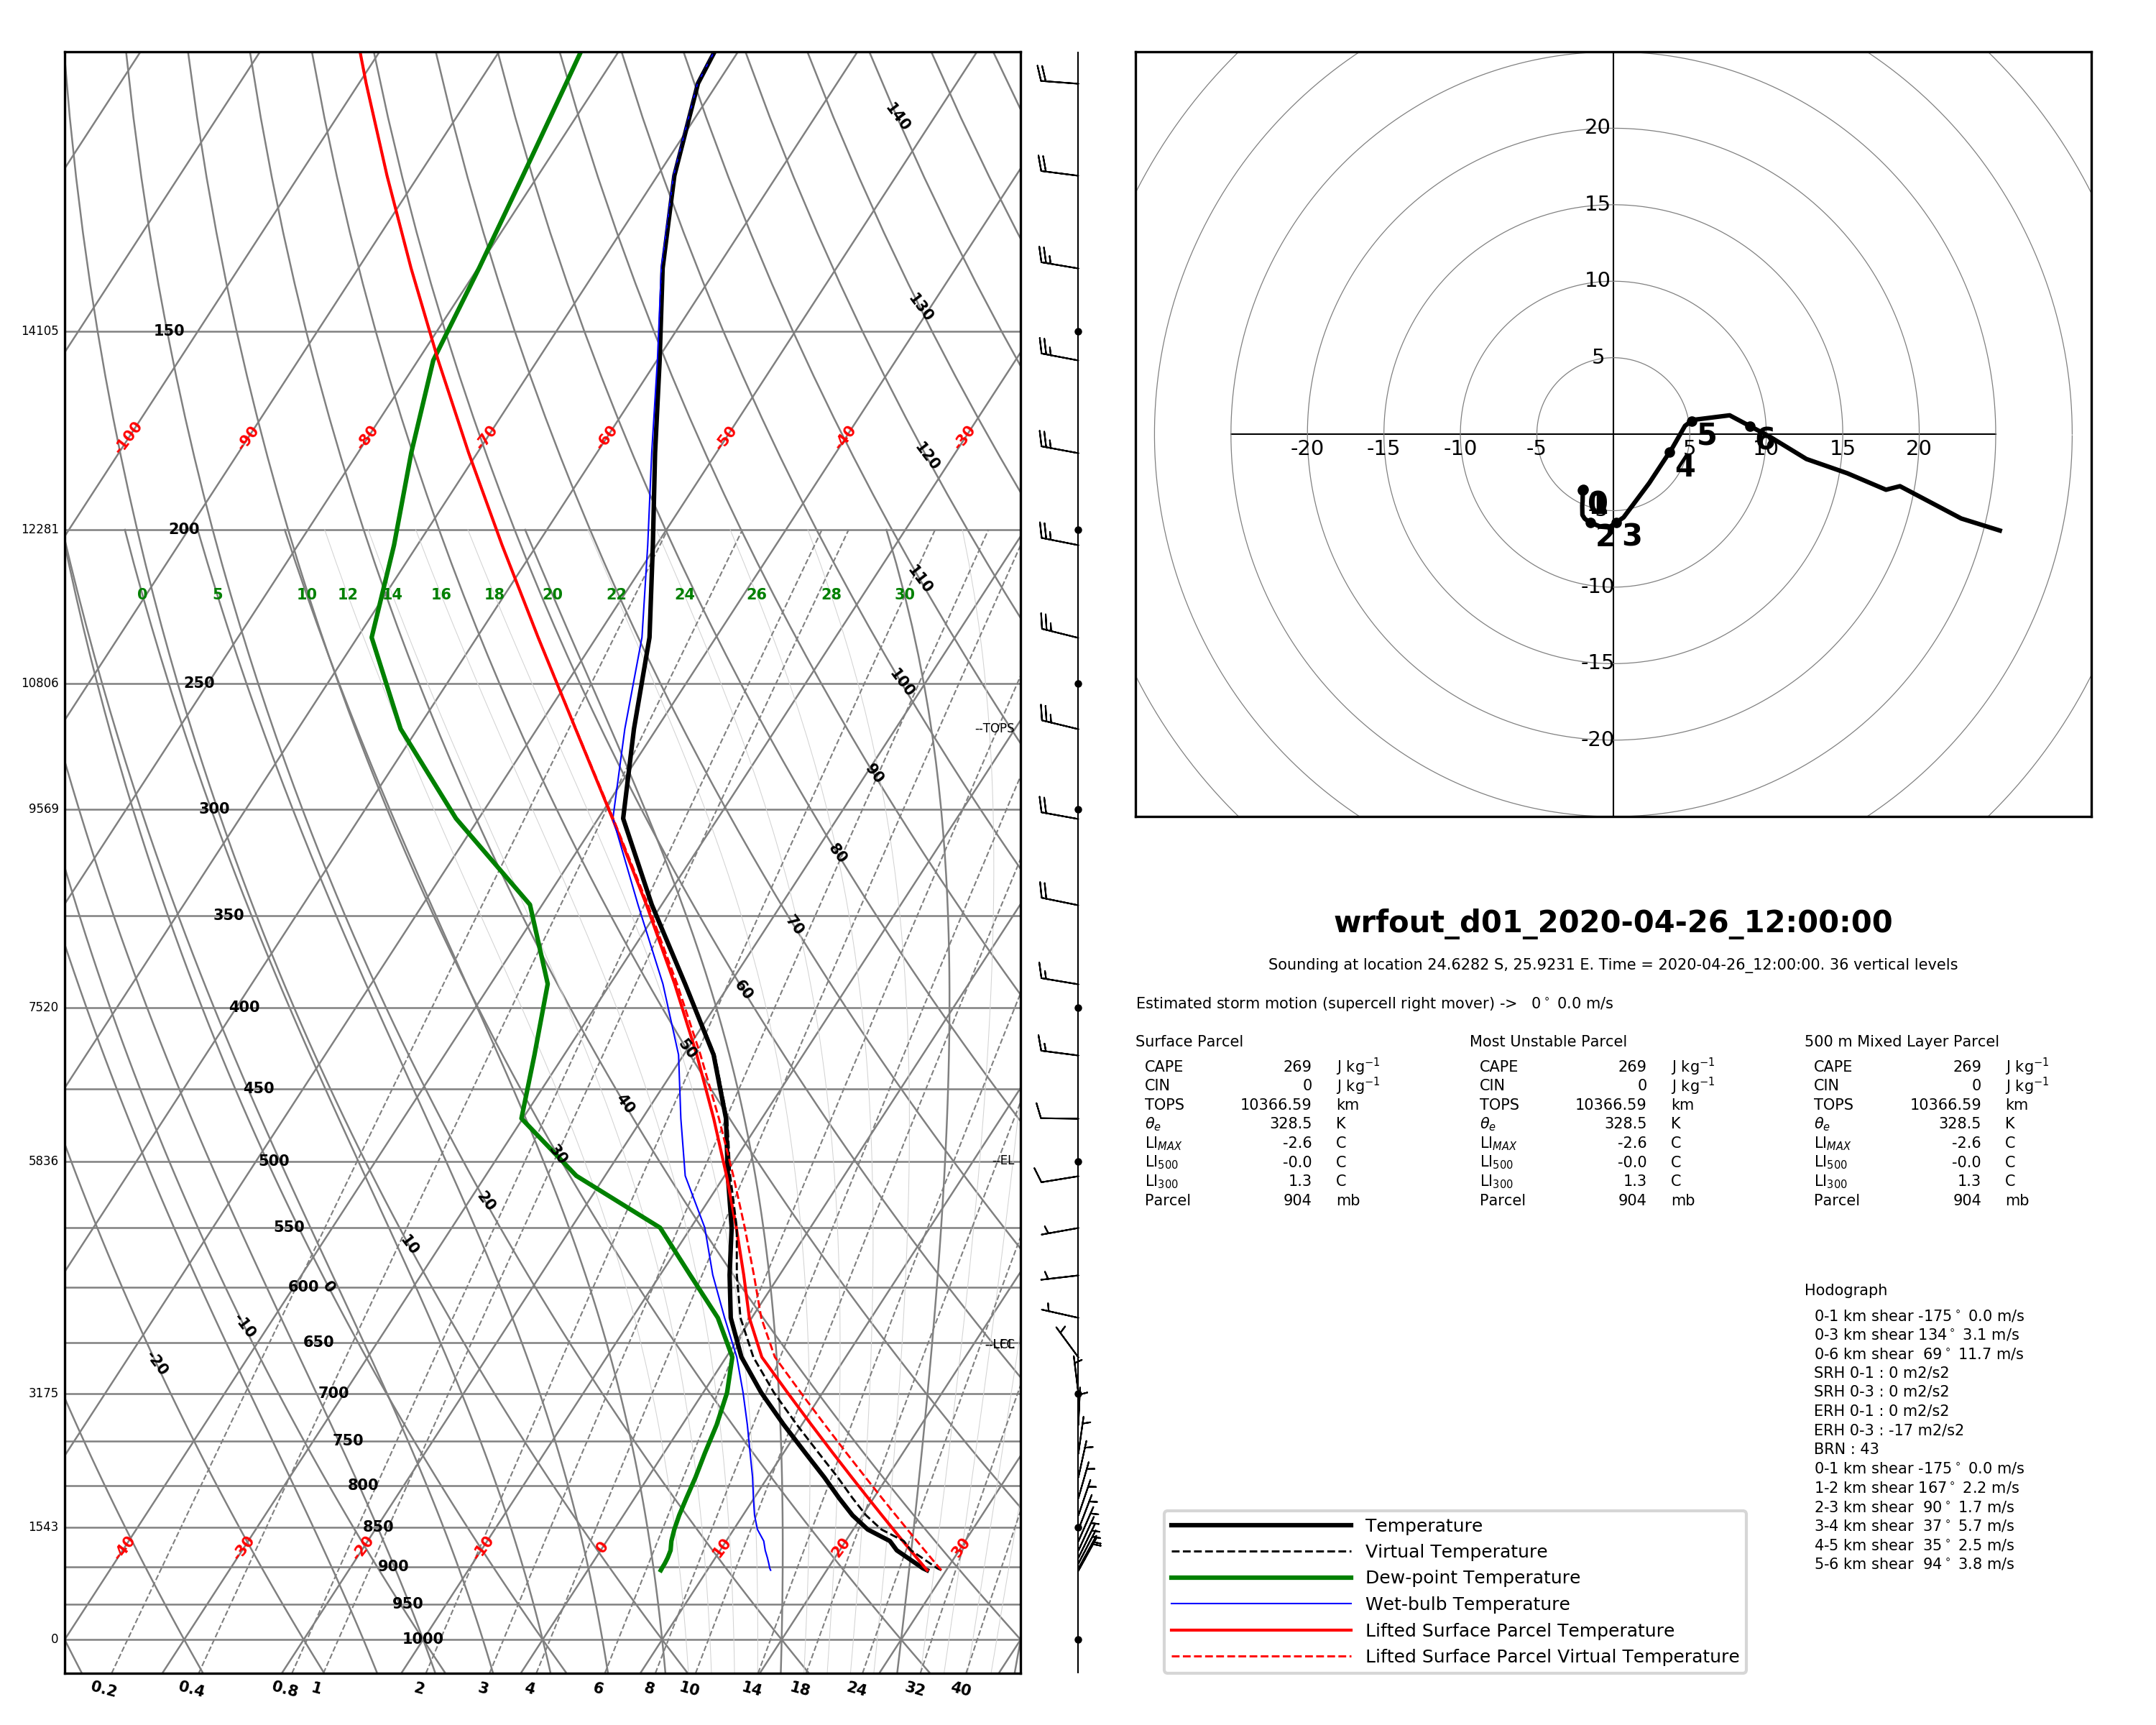 140
130
14105 150
-100 -90 -80 -70 -60 -50 -40 -30
120
12281 200
110
0 5 10 12 14 16 18 20 22 24 26 28 30
10806 250
100
--TOPS
90
9569 300
80
350
70
7520 400
60
50
450
40
5836 500
--EL
30
20
550
10
600 0
650
-10
--LCL
-20
3175 700
750
800
1543 850
-40 -30 -20 -10 0 10 20 30
900
950
0 1000
0.2 0.4 0.8 1 2 3 4 6 8 10 14 18 24 32 40
20
15
10
5
-20 -15 -10 -5 5 10 15 20
-5
-10
-15
-20
0 1 2 3 4 5 6
wrfout_d01_2020-04-26_12:00:00
Sounding at location 24.6282 S, 25.9231 E. Time = 2020-04-26_12:00:00. 36 vertical levels
Estimated storm motion (supercell right mover) -> 0° 0.0 m/s
Surface Parcel Most Unstable Parcel 500 m Mixed Layer Parcel
CAPE 269 J kg⁻¹ CAPE 269 J kg⁻¹ CAPE 269 J kg⁻¹
CIN 0 J kg⁻¹ CIN 0 J kg⁻¹ CIN 0 J kg⁻¹
TOPS 10366.59 km TOPS 10366.59 km TOPS 10366.59 km
θe 328.5 K θe 328.5 K θe 328.5 K
LIMAX -2.6 C LIMAX -2.6 C LIMAX -2.6 C
LI500 -0.0 C LI500 -0.0 C LI500 -0.0 C
LI300 1.3 C LI300 1.3 C LI300 1.3 C
Parcel 904 mb Parcel 904 mb Parcel 904 mb
Hodograph
0-1 km shear -175° 0.0 m/s
0-3 km shear 134° 3.1 m/s
0-6 km shear 69° 11.7 m/s
SRH 0-1 : 0 m2/s2
SRH 0-3 : 0 m2/s2
ERH 0-1 : 0 m2/s2
ERH 0-3 : -17 m2/s2
BRN : 43
0-1 km shear -175° 0.0 m/s
1-2 km shear 167° 2.2 m/s
2-3 km shear 90° 1.7 m/s
3-4 km shear 37° 5.7 m/s
4-5 km shear 35° 2.5 m/s
5-6 km shear 94° 3.8 m/s
Temperature
Virtual Temperature
Dew-point Temperature
Wet-bulb Temperature
Lifted Surface Parcel Temperature
Lifted Surface Parcel Virtual Temperature